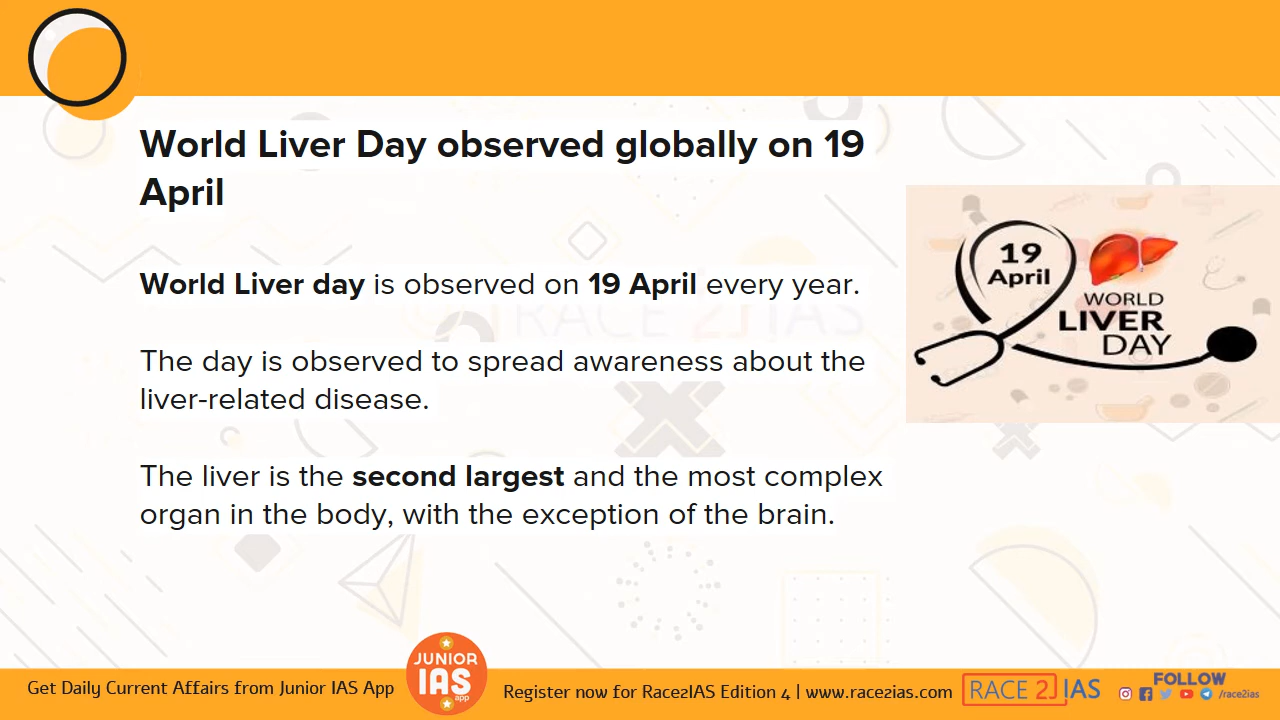 World Liver Day observed globally on 19
April
World Liver day is observed on 19 April every year.
The day is observed to spread awareness about the
liver-related disease.
The liver is the second largest and the most complex
organ in the body, with the exception of the brain.
19
April
WORLD
LIVER
DAY
RACE 2J IAS
Get Daily Current Affairs from Junior IAS App
JUNIOR
IAS
app
Register now for Race2IAS Edition 4 | www.race2ias.com
RACE 2J IAS
FOLLOW
/race2ias